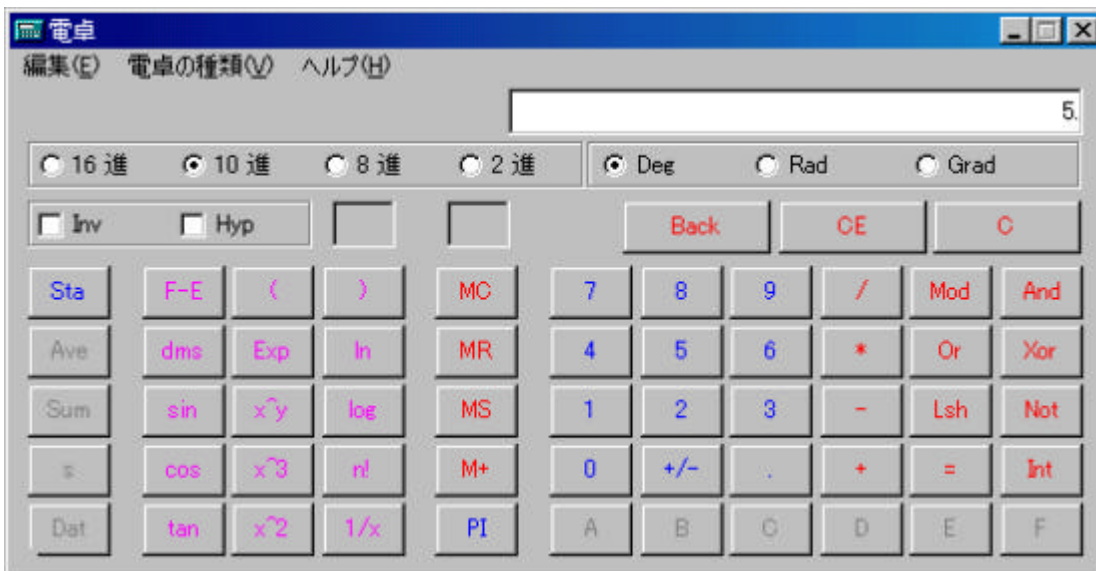 電卓
編集(E) 電卓の種類(V) ヘルプ(H)
5.
16 進 10 進 8 進 2 進 Deg Rad Grad
Inv Hyp Back CE C
Sta F-E ( ) MC 7 8 9 / Mod And
Ave dms Exp ln MR 4 5 6 * Or Xor
Sum sin x^y log MS 1 2 3 - Lsh Not
s cos x^3 n! M+ 0 +/- . + = Int
Dat tan x^2 1/x PI A B C D E F